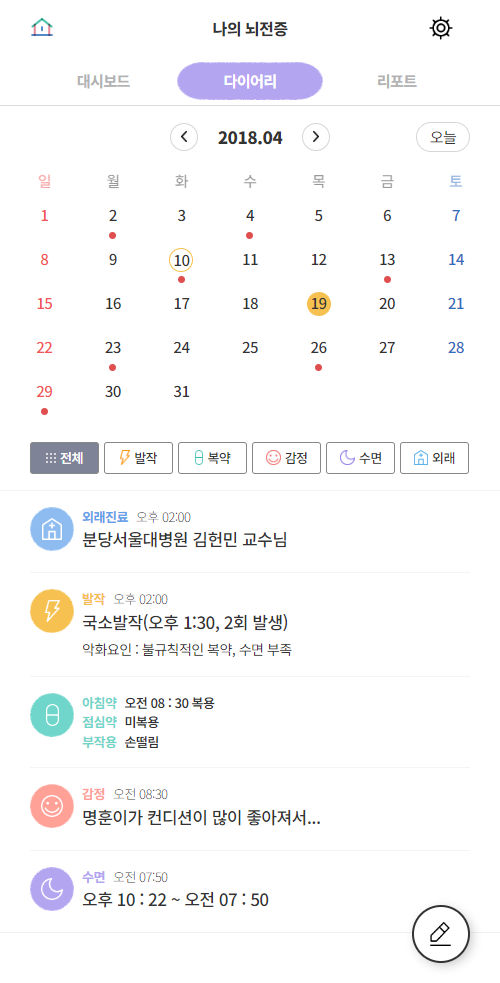 나의 뇌전증
대시보드 다이어리 리포트
2018.04 오늘
일 월 화 수 목 금 토
1 2 3 4 5 6 7
8 9 10 11 12 13 14
15 16 17 18 19 20 21
22 23 24 25 26 27 28
29 30 31
전체 발작 복약 감정 수면 외래
외래진료 오후 02:00
분당서울대병원 김헌민 교수님
발작 오후 02:00
국소발작(오후 1:30, 2회 발생)
악화요인 : 불규칙적인 복약, 수면 부족
아침약 오전 08 : 30 복용
점심약 미복용
부작용 손떨림
감정 오전 08:30
명훈이가 컨디션이 많이 좋아져서...
수면 오전 07:50
오후 10 : 22 ~ 오전 07 : 50